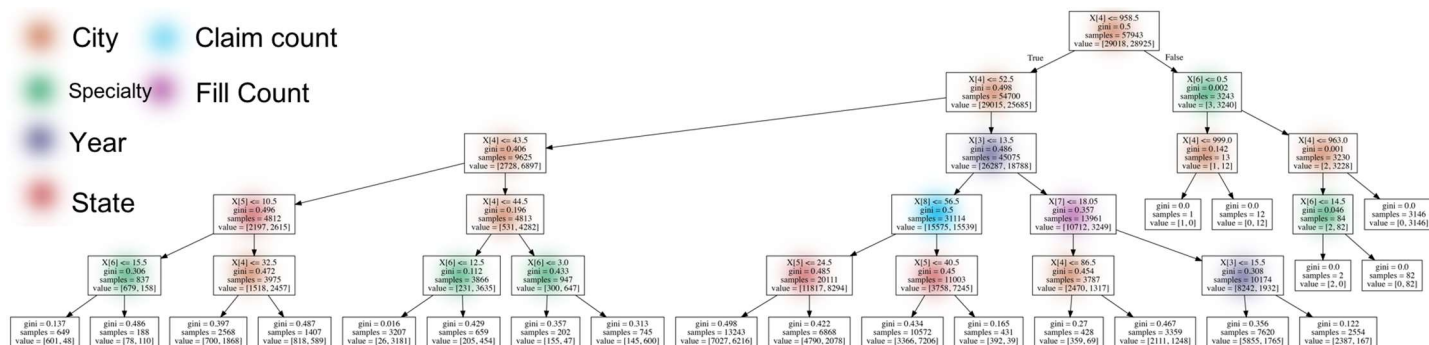 City
Claim count
Specialty
Fill Count
Year
State
X[4] <= 958.5
gini = 0.5
samples = 57943
value = [29018, 28925]
True
False
X[4] <= 52.5
gini = 0.498
samples = 54700
value = [29015, 25685]
X[6] <= 0.5
gini = 0.002
samples = 3243
value = [3, 3240]
X[4] <= 43.5
gini = 0.406
samples = 9625
value = [2728, 6897]
X[3] <= 13.5
gini = 0.486
samples = 45075
value = [26287, 18788]
X[4] <= 999.0
gini = 0.142
samples = 13
value = [1, 12]
X[4] <= 963.0
gini = 0.001
samples = 3230
value = [2, 3228]
X[5] <= 10.5
gini = 0.496
samples = 4812
value = [2197, 2615]
X[4] <= 44.5
gini = 0.196
samples = 4813
value = [531, 4282]
X[8] <= 56.5
gini = 0.5
samples = 31114
value = [15575, 15539]
X[7] <= 18.05
gini = 0.357
samples = 13961
value = [10712, 3249]
gini = 0.0
samples = 1
value = [1, 0]
gini = 0.0
samples = 12
value = [0, 12]
X[6] <= 14.5
gini = 0.046
samples = 84
value = [2, 82]
gini = 0.0
samples = 3146
value = [0, 3146]
X[6] <= 15.5
gini = 0.306
samples = 837
value = [679, 158]
X[4] <= 32.5
gini = 0.472
samples = 3975
value = [1518, 2457]
X[6] <= 12.5
gini = 0.112
samples = 3866
value = [231, 3635]
X[6] <= 3.0
gini = 0.433
samples = 947
value = [300, 647]
X[5] <= 24.5
gini = 0.485
samples = 20111
value = [11817, 8294]
X[5] <= 40.5
gini = 0.45
samples = 11003
value = [3758, 7245]
X[4] <= 86.5
gini = 0.454
samples = 3787
value = [2470, 1317]
X[3] <= 15.5
gini = 0.308
samples = 10174
value = [8242, 1932]
gini = 0.0
samples = 2
value = [2, 0]
gini = 0.0
samples = 82
value = [0, 82]
gini = 0.137
samples = 649
value = [601, 48]
gini = 0.486
samples = 188
value = [78, 110]
gini = 0.397
samples = 2568
value = [700, 1868]
gini = 0.487
samples = 1407
value = [818, 589]
gini = 0.016
samples = 3207
value = [26, 3181]
gini = 0.429
samples = 659
value = [205, 454]
gini = 0.357
samples = 202
value = [155, 47]
gini = 0.313
samples = 745
value = [145, 600]
gini = 0.498
samples = 13243
value = [7027, 6216]
gini = 0.422
samples = 6868
value = [4790, 2078]
gini = 0.434
samples = 10572
value = [3366, 7206]
gini = 0.165
samples = 431
value = [392, 39]
gini = 0.27
samples = 428
value = [359, 69]
gini = 0.467
samples = 3359
value = [2111, 1248]
gini = 0.356
samples = 7620
value = [5855, 1765]
gini = 0.122
samples = 2554
value = [2387, 167]